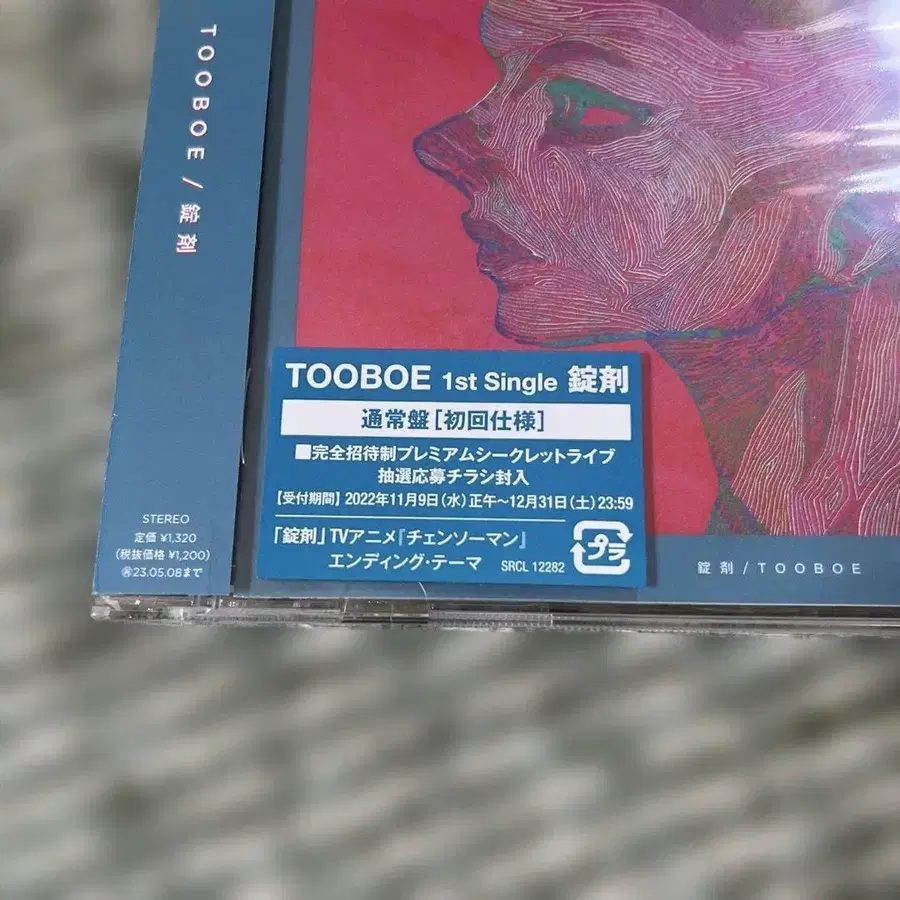 TOOBOE / 錠剤
STEREO
定価 ¥1,320
(税抜価格 ¥1,200)
㋐23.05.08まで
TOOBOE 1st Single 錠剤
通常盤[初回仕様]
■完全招待制プレミアムシークレットライブ
抽選応募チラシ封入
【受付期間】2022年11月9日(水)正午〜12月31日(土)23:59
「錠剤」TVアニメ『チェンソーマン』
エンディング・テーマ
SRCL 12282
プラ
錠剤/TOOBOE